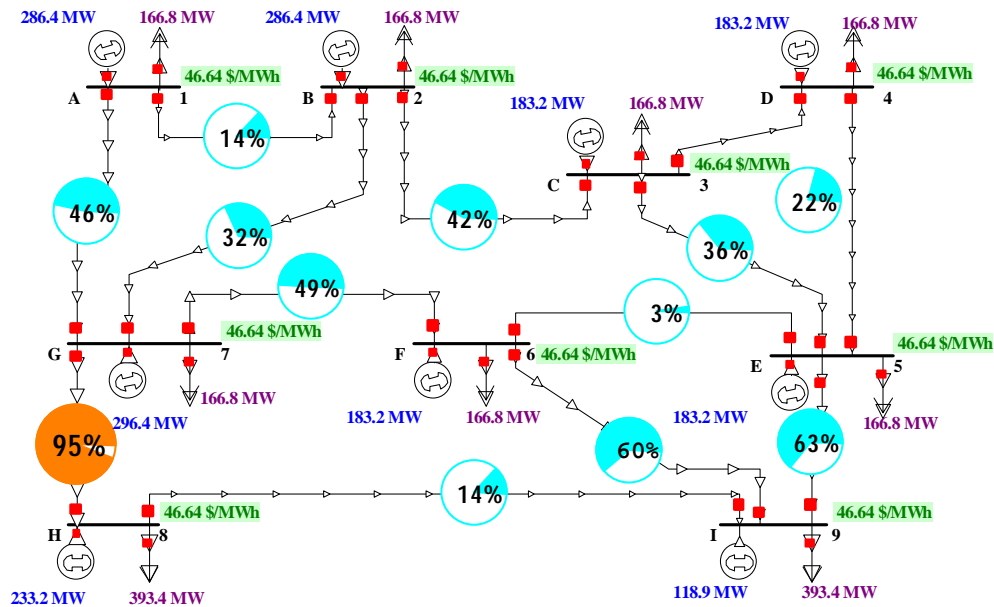 286.4 MW
166.8 MW
286.4 MW
166.8 MW
183.2 MW
166.8 MW
46.64 $/MWh
46.64 $/MWh
46.64 $/MWh
A
1
B
2
D
4
183.2 MW
166.8 MW
14%
46.64 $/MWh
C
3
46%
32%
42%
22%
36%
49%
3%
46.64 $/MWh
46.64 $/MWh
46.64 $/MWh
G
7
F
6
E
5
166.8 MW
296.4 MW
183.2 MW
166.8 MW
183.2 MW
166.8 MW
95%
60%
63%
14%
46.64 $/MWh
46.64 $/MWh
H
8
I
9
233.2 MW
393.4 MW
118.9 MW
393.4 MW